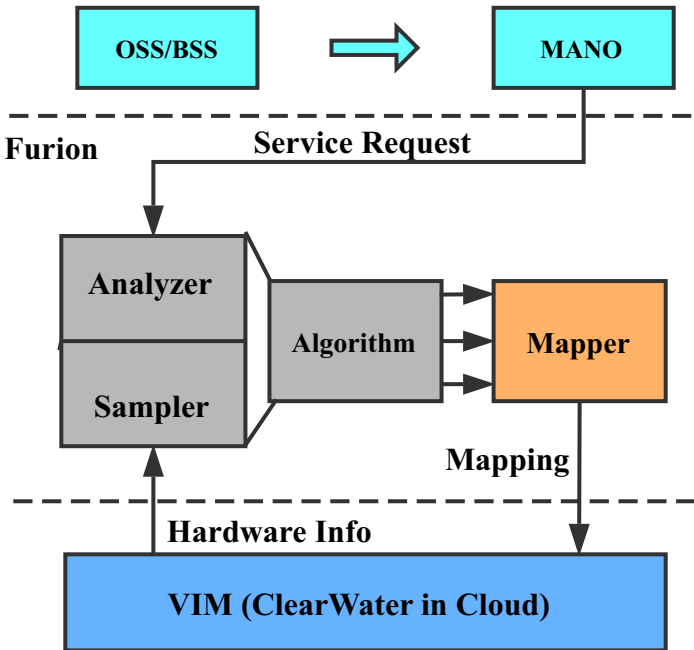 OSS/BSS
MANO
Furion
Service Request
Analyzer
Algorithm
Mapper
Sampler
Mapping
Hardware Info
VIM (ClearWater in Cloud)